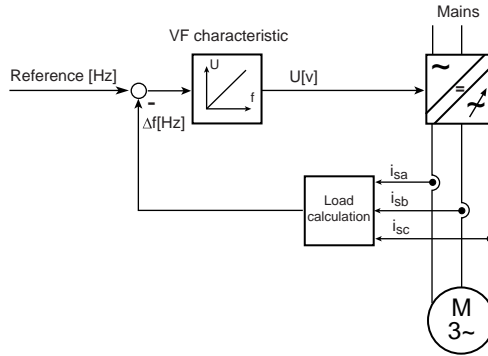 Mains
VF characteristic
U
f
Reference [Hz]
U[v]
~
=
~
-
Δf[Hz]
Load
calculation
isa
isb
isc
M
3~